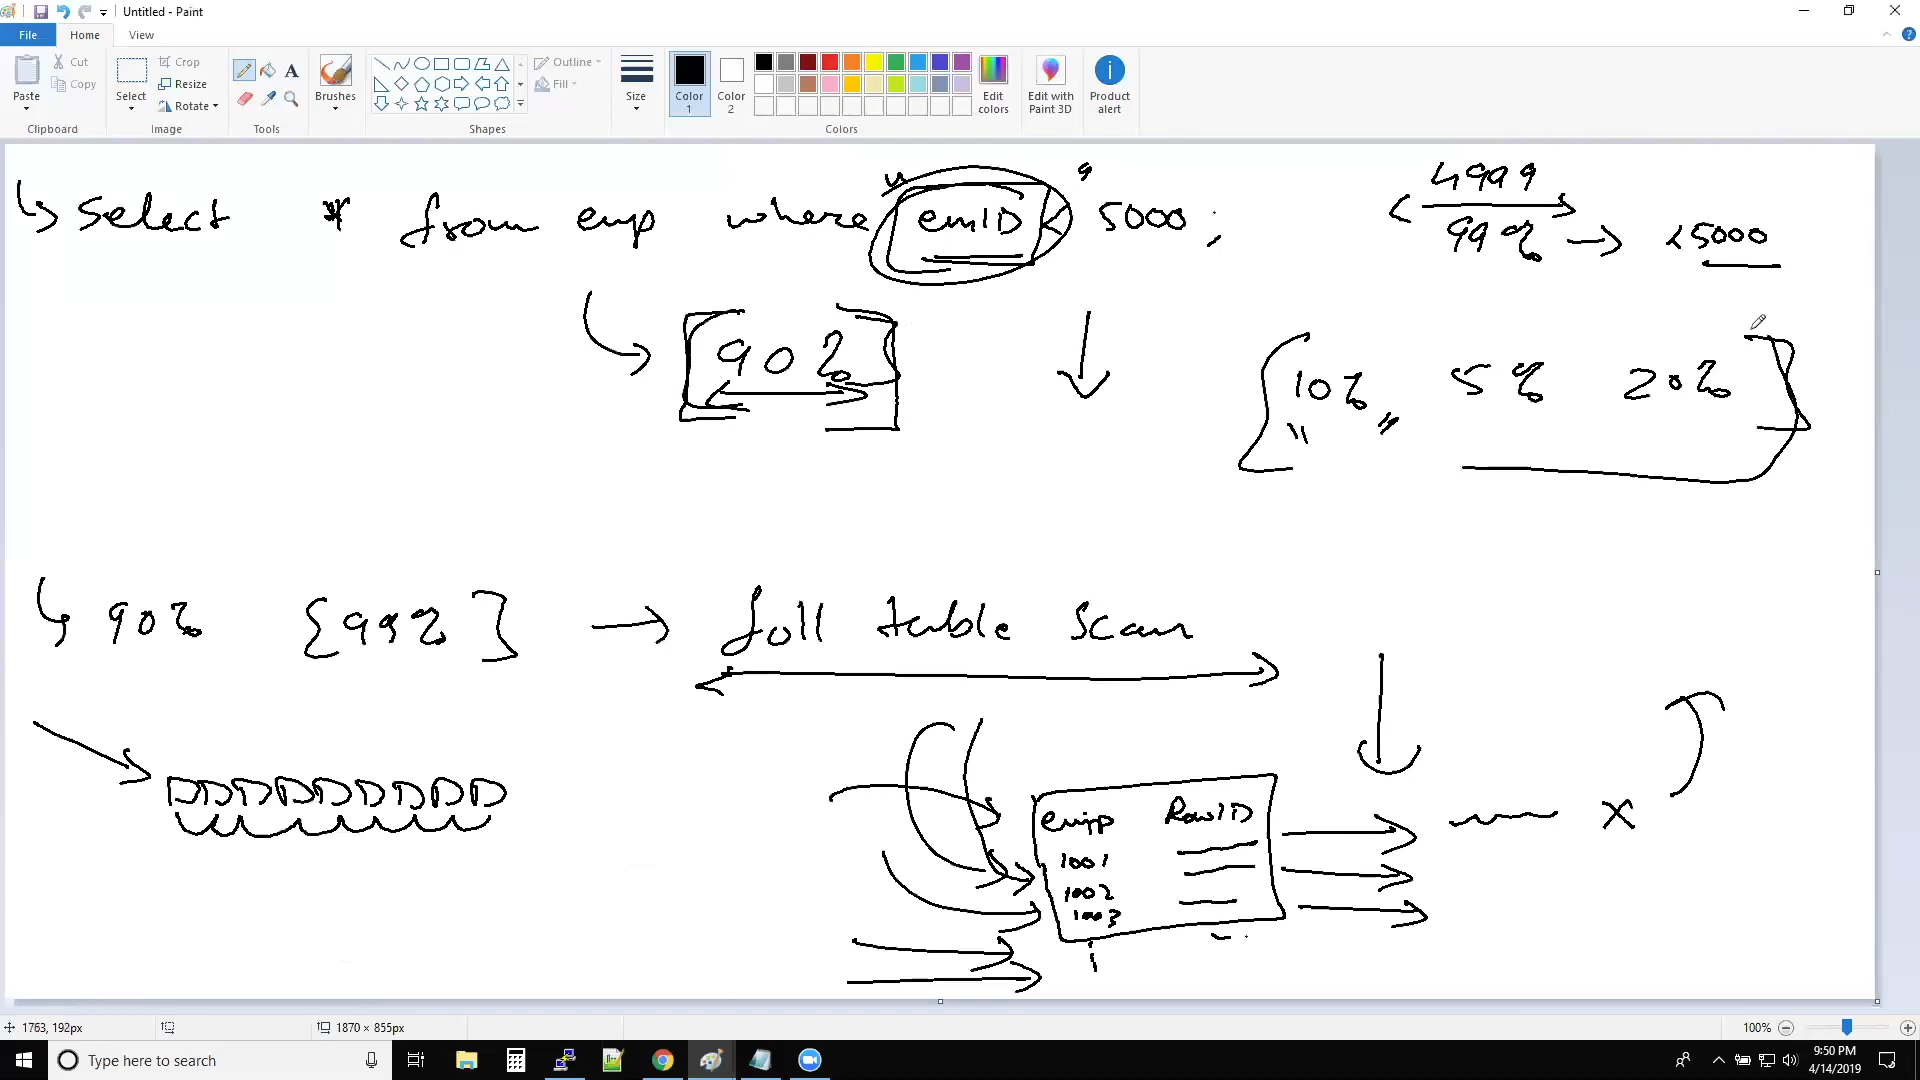 Untitled - Paint
File Home View
Cut
Copy
Paste
Clipboard
Crop
Resize
Rotate
Select
Image
Tools
Brushes
Shapes
Outline
Fill
Size
Color 1
Color 2
Colors
Edit colors
Edit with Paint 3D
Product alert
Select * from emp where emID < 5000 ;
4999
99% → <5000
90%
10% 5% 20%
90% {99%] → full table scan
DDDDDDDDD
emp RowID
1001
1002
1003
X
1763, 192px
1870 × 855px
100%
Type here to search
9:50 PM
4/14/2019